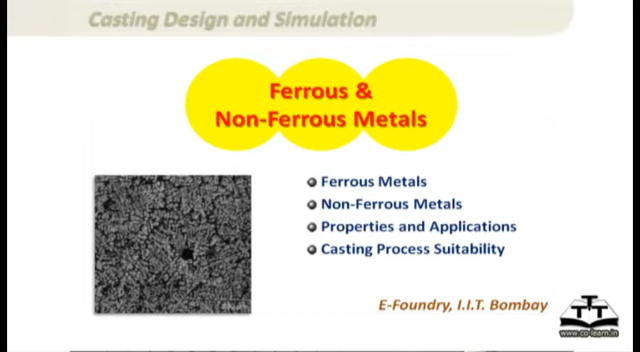 Casting Design and Simulation
Ferrous &
Non-Ferrous Metals
Ferrous Metals
Non-Ferrous Metals
Properties and Applications
Casting Process Suitability
E-Foundry, I.I.T. Bombay
TTT
www.co-learn.in